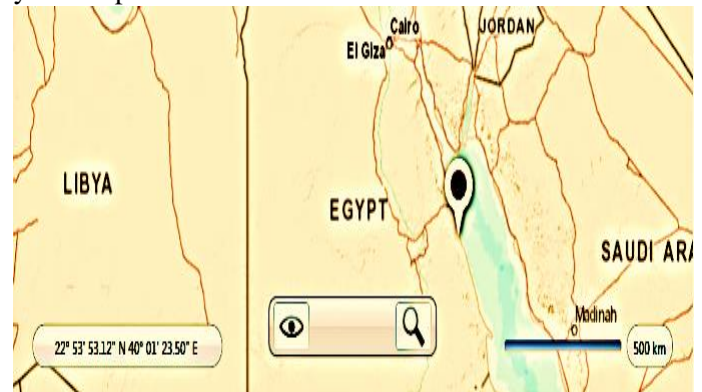 Cairo
JORDAN
El Giza
LIBYA
EGYPT
SAUDI ARA
Madinah
22° 53' 53.12" N 40° 01' 23.50" E
500 km